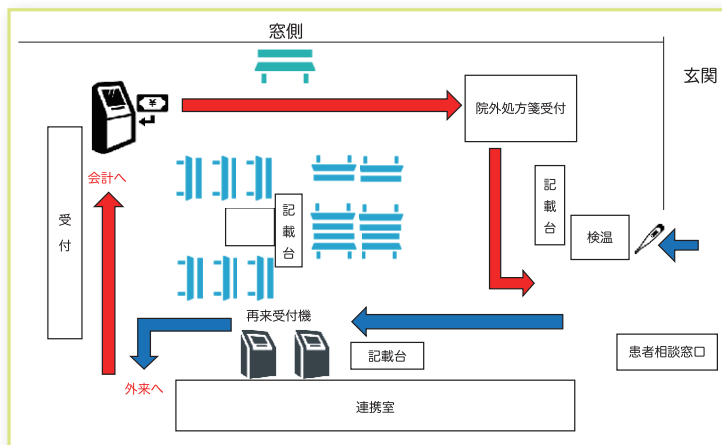 窓側
玄関
¥
院外処方箋受付
会計へ
受付
記載台
記載台
検温
再来受付機
記載台
患者相談窓口
外来へ
連携室